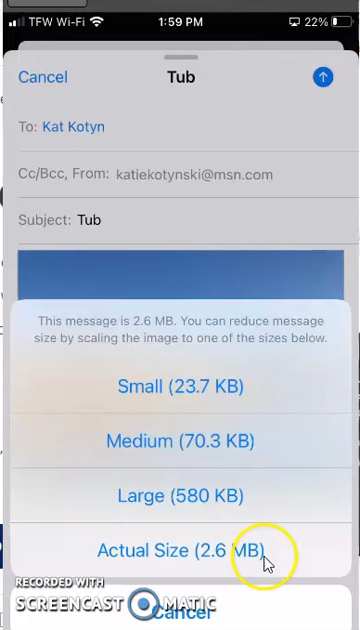 TFW Wi-Fi 1:59 PM 22%
Cancel Tub
To: Kat Kotyn
Cc/Bcc, From: katiekotynski@msn.com
Subject: Tub
This message is 2.6 MB. You can reduce message
size by scaling the image to one of the sizes below.
Small (23.7 KB)
Medium (70.3 KB)
Large (580 KB)
Actual Size (2.6 MB)
RECORDED WITH
SCREENCAST MATIC
Cancel